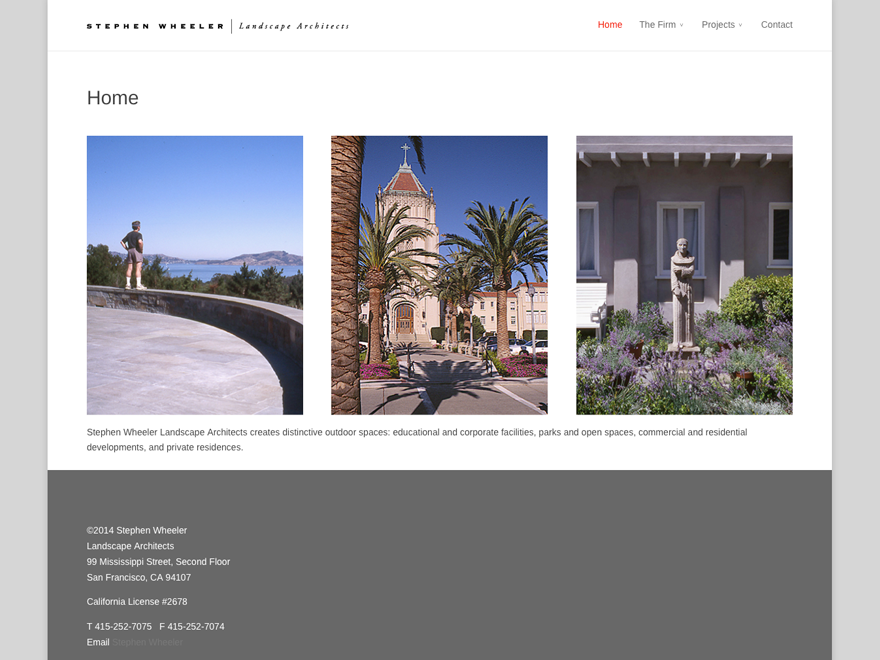 STEPHEN WHEELER | Landscape Architects
Home The Firm Projects Contact
Home
Stephen Wheeler Landscape Architects creates distinctive outdoor spaces: educational and corporate facilities, parks and open spaces, commercial and residential
developments, and private residences.
©2014 Stephen Wheeler
Landscape Architects
99 Mississippi Street, Second Floor
San Francisco, CA 94107
California License #2678
T 415-252-7075 F 415-252-7074
Email Stephen Wheeler